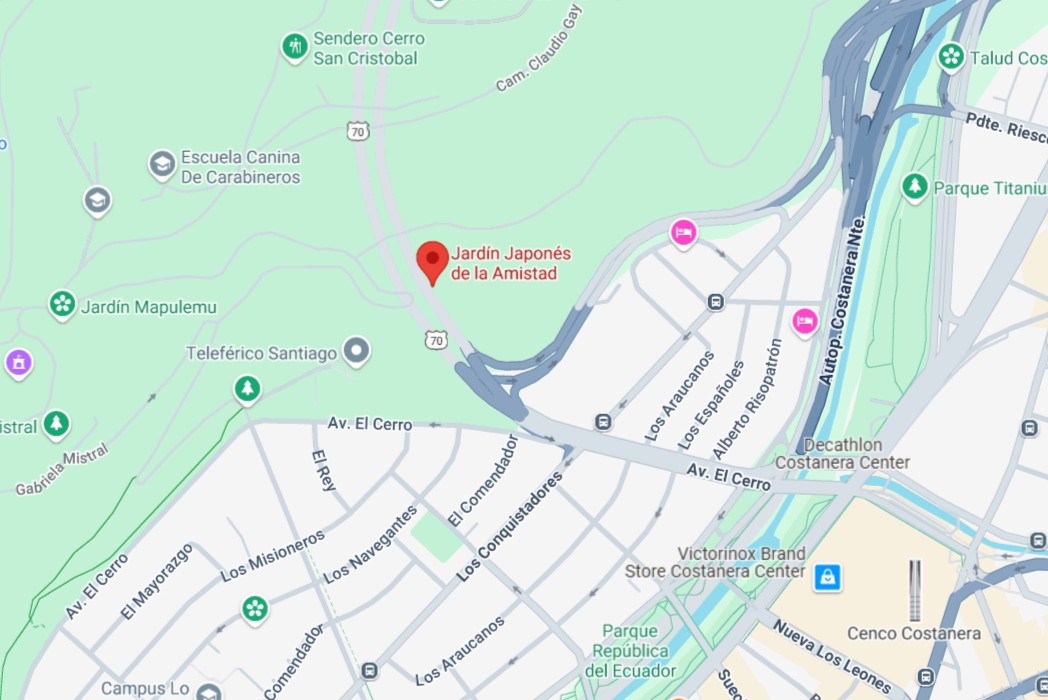 Sendero Cerro
San Cristobal
Cam. Claudio Gay
Talud Cos
70
Pdte. Riesco
o
Escuela Canina
De Carabineros
Parque Titaniu
Jardín Japonés
de la Amistad
Autop. Costanera Nte.
Jardín Mapulemu
70
Teleférico Santiago
Los Araucanos
Los Españoles
Alberto Risopatrón
istral
Av. El Cerro
Gabriela Mistral
El Rey
El Comendador
Decathlon
Costanera Center
Av. El Cerro
Los Conquistadores
Los Navegantes
Los Misioneros
El Mayorazgo
Av. El Cerro
Victorinox Brand
Store Costanera Center
Cenco Costanera
Parque
República
del Ecuador
Nueva Los Leones
Los Araucanos
Comendador
Campus Lo
Suec